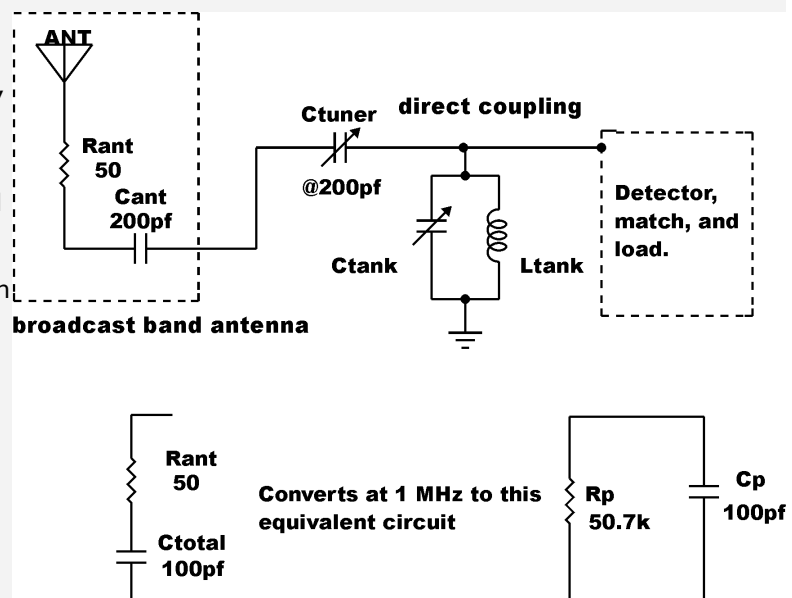 ANT
Ctuner
direct coupling
Rant
50
@200pf
Cant
200pf
Detector,
match, and
load.
Ctank
Ltank
broadcast band antenna
Rant
50
Ctotal
100pf
Converts at 1 MHz to this
equivalent circuit
Rp
50.7k
Cp
100pf